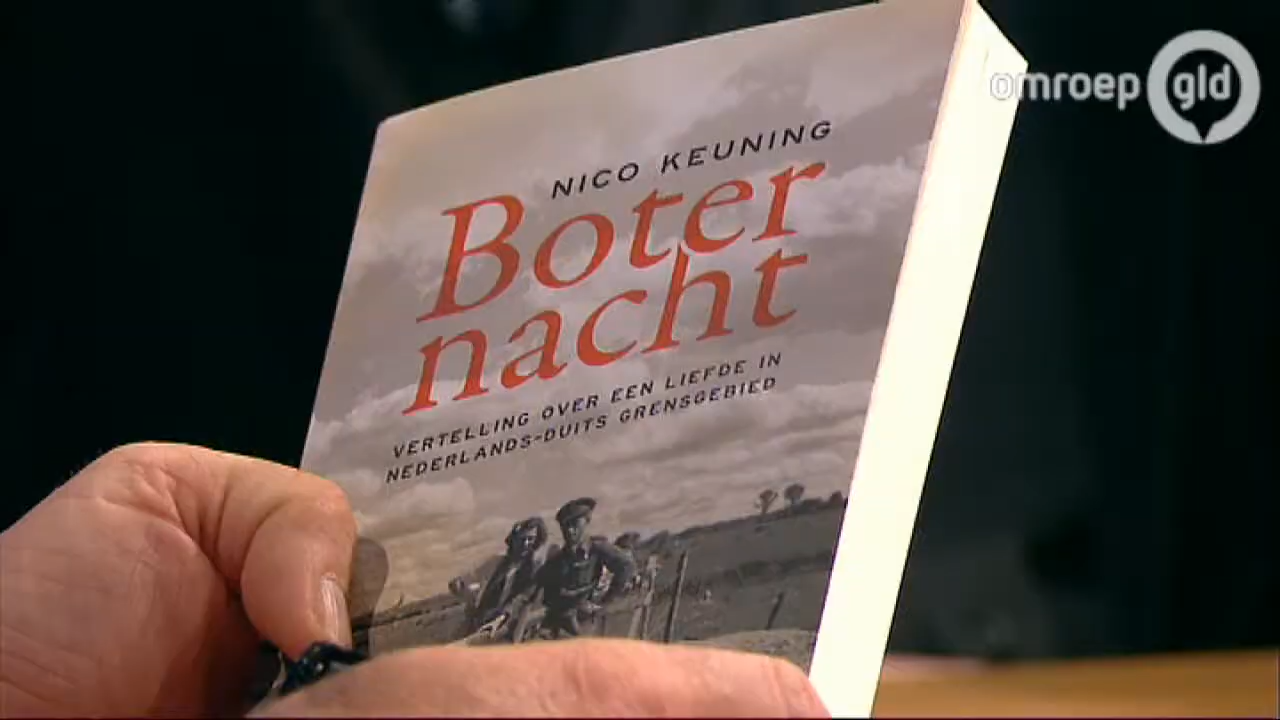 omroep gld
NICO KEUNING
Boter
nacht
VERTELLING OVER EEN LIEFDE IN
NEDERLANDS-DUITS GRENSGEBIED